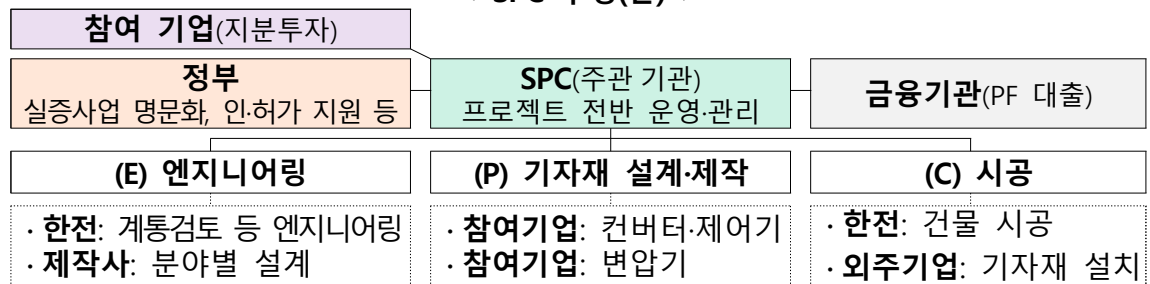 참여 기업(지분투자)
정부
실증사업 명문화, 인·허가 지원 등
SPC(주관 기관)
프로젝트 전반 운영·관리
금융기관(PF 대출)
(E) 엔지니어링
(P) 기자재 설계·제작
(C) 시공
· 한전: 계통검토 등 엔지니어링
· 제작사: 분야별 설계
· 참여기업: 컨버터·제어기
· 참여기업: 변압기
· 한전: 건물 시공
· 외주기업: 기자재 설치